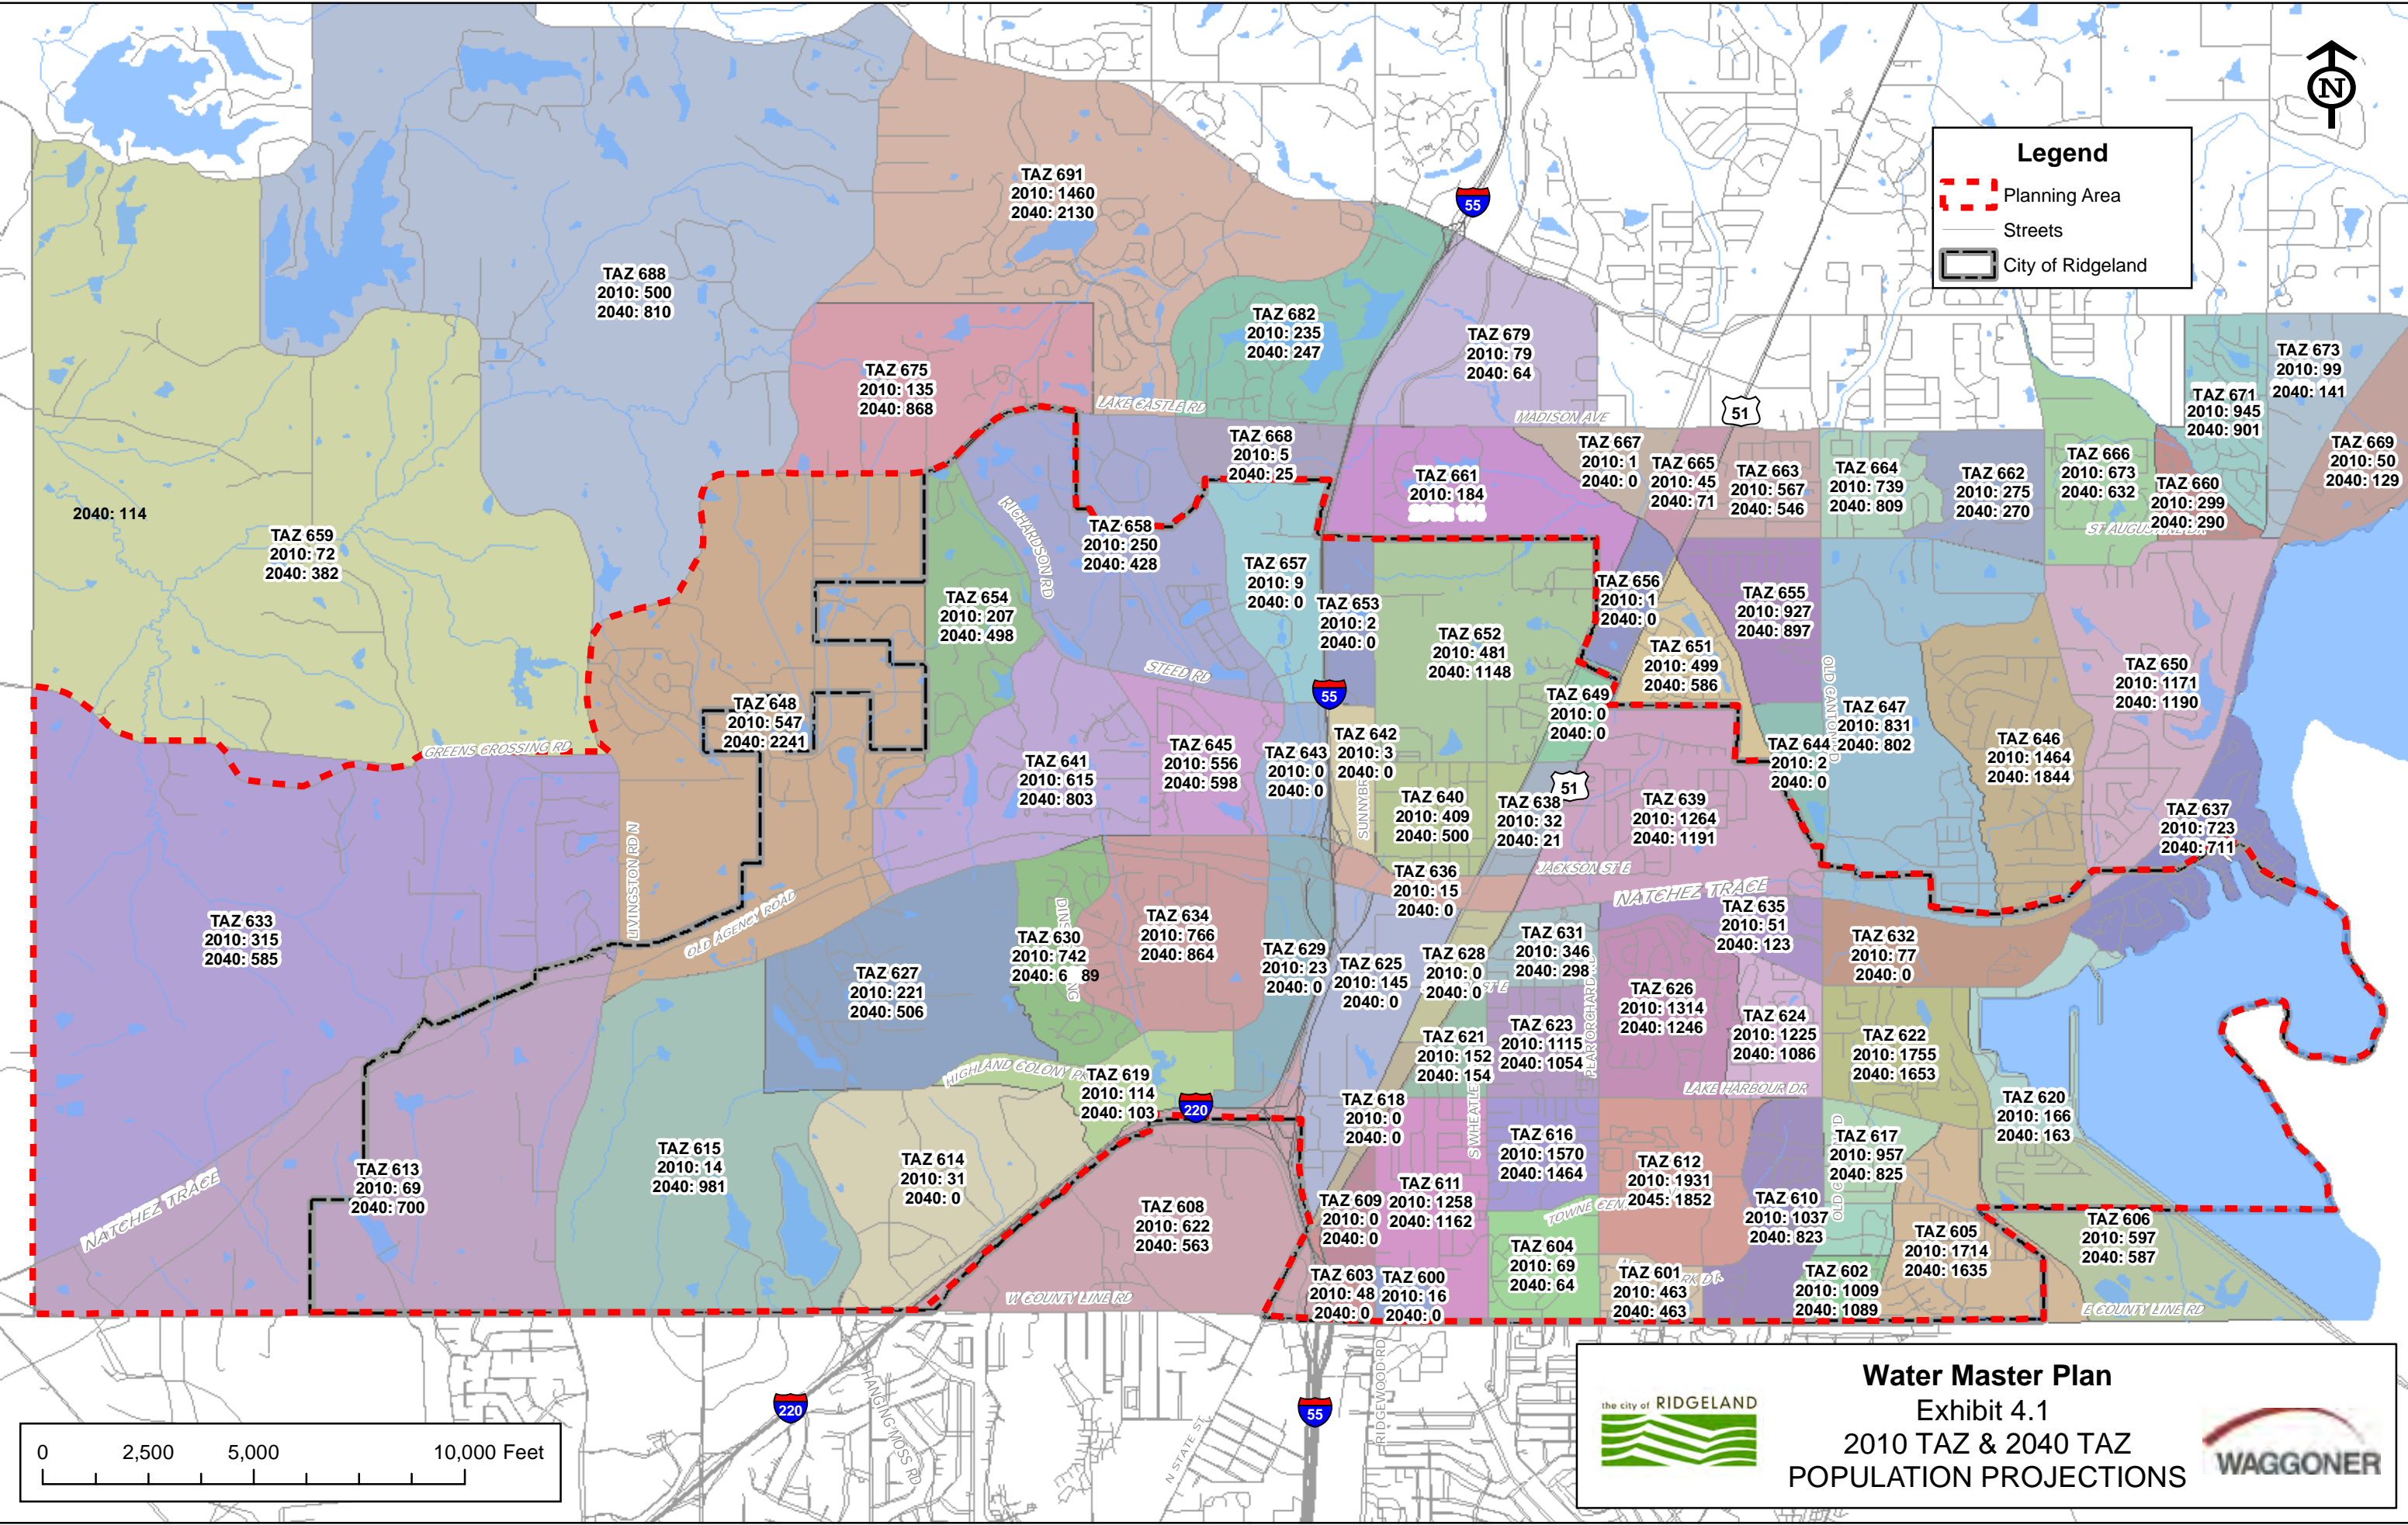 N
Legend
Planning Area
Streets
City of Ridgeland
55
TAZ 691
2010: 1460
2040: 2130
TAZ 688
2010: 500
2040: 810
TAZ 682
2010: 235
2040: 247
TAZ 679
2010: 79
2040: 64
TAZ 675
2010: 135
2040: 868
TAZ 673
2010: 99
2040: 141
TAZ 671
2010: 945
2040: 901
TAZ 669
2010: 50
2040: 129
LAKE CASTLE RD
MADISON AVE
51
TAZ 668
2010: 5
2040: 25
TAZ 661
2010: 184
TAZ 667
2010: 1
2040: 0
TAZ 665
2010: 45
2040: 71
TAZ 663
2010: 567
2040: 546
TAZ 664
2010: 739
2040: 809
TAZ 662
2010: 275
2040: 270
TAZ 666
2010: 673
2040: 632
TAZ 660
2010: 299
2040: 290
2040: 114
TAZ 659
2010: 72
2040: 382
RICHARDSON RD
TAZ 658
2010: 250
2040: 428
TAZ 657
2010: 9
2040: 0
TAZ 654
2010: 207
2040: 498
TAZ 653
2010: 2
2040: 0
TAZ 652
2010: 481
2040: 1148
TAZ 656
2010: 1
2040: 0
TAZ 655
2010: 927
2040: 897
TAZ 651
2010: 499
2040: 586
TAZ 650
2010: 1171
2040: 1190
STEED RD
55
TAZ 649
2010: 0
2040: 0
TAZ 648
2010: 547
2040: 2241
GREENS CROSSING RD
TAZ 641
2010: 615
2040: 803
TAZ 645
2010: 556
2040: 598
TAZ 643
2010: 0
2040: 0
TAZ 642
2010: 3
2040: 0
TAZ 644
2010: 2
2040: 0
TAZ 647
2010: 831
2040: 802
TAZ 646
2010: 1464
2040: 1844
51
TAZ 640
2010: 409
2040: 500
TAZ 638
2010: 32
2040: 21
TAZ 639
2010: 1264
2040: 1191
TAZ 637
2010: 723
2040: 711
LIVINGSTON RD N
OLD AGENCY ROAD
JACKSON ST E
NATCHEZ TRACE
TAZ 636
2010: 15
2040: 0
TAZ 635
2010: 51
2040: 123
TAZ 633
2010: 315
2040: 585
TAZ 634
2010: 766
2040: 864
TAZ 630
2010: 742
2040: 6 89
TAZ 629
2010: 23
2040: 0
TAZ 625
2010: 145
2040: 0
TAZ 628
2010: 0
2040: 0
TAZ 631
2010: 346
2040: 298
TAZ 632
2010: 77
2040: 0
TAZ 627
2010: 221
2040: 506
TAZ 626
2010: 1314
2040: 1246
TAZ 624
2010: 1225
2040: 1086
TAZ 623
2010: 1115
2040: 1054
TAZ 621
2010: 152
2040: 154
TAZ 622
2010: 1755
2040: 1653
HIGHLAND COLONY
TAZ 619
2010: 114
2040: 103
220
LAKE HARBOUR DR
TAZ 618
2010: 0
2040: 0
TAZ 620
2010: 166
2040: 163
TAZ 615
2010: 14
2040: 981
TAZ 614
2010: 31
2040: 0
TAZ 613
2010: 69
2040: 700
NATCHEZ TRACE
TAZ 616
2010: 1570
2040: 1464
TAZ 617
2010: 957
2040: 825
TAZ 612
2010: 1931
2045: 1852
TAZ 611
2010: 1258
2040: 1162
TAZ 609
2010: 0
2040: 0
TAZ 608
2010: 622
2040: 563
TAZ 610
2010: 1037
2040: 823
TAZ 606
2010: 597
2040: 587
TAZ 605
2010: 1714
2040: 1635
TAZ 604
2010: 69
2040: 64
TAZ 603
2010: 48
2040: 0
TAZ 600
2010: 16
2040: 0
TAZ 601
2010: 463
2040: 463
TAZ 602
2010: 1009
2040: 1089
W COUNTY LINE RD
E COUNTY LINE RD
220
HANGING MOSS RD
N STATE ST
55
RIDGEWOOD RD
0 2,500 5,000 10,000 Feet
the city of RIDGELAND
Water Master Plan
Exhibit 4.1
2010 TAZ & 2040 TAZ
POPULATION PROJECTIONS
WAGGONER